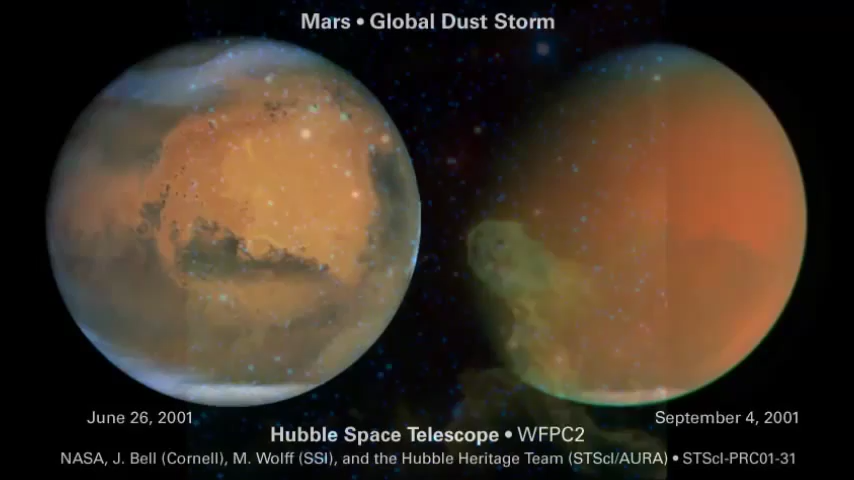 Mars • Global Dust Storm
June 26, 2001
September 4, 2001
Hubble Space Telescope • WFPC2
NASA, J. Bell (Cornell), M. Wolff (SSI), and the Hubble Heritage Team (STScI/AURA) • STScI-PRC01-31